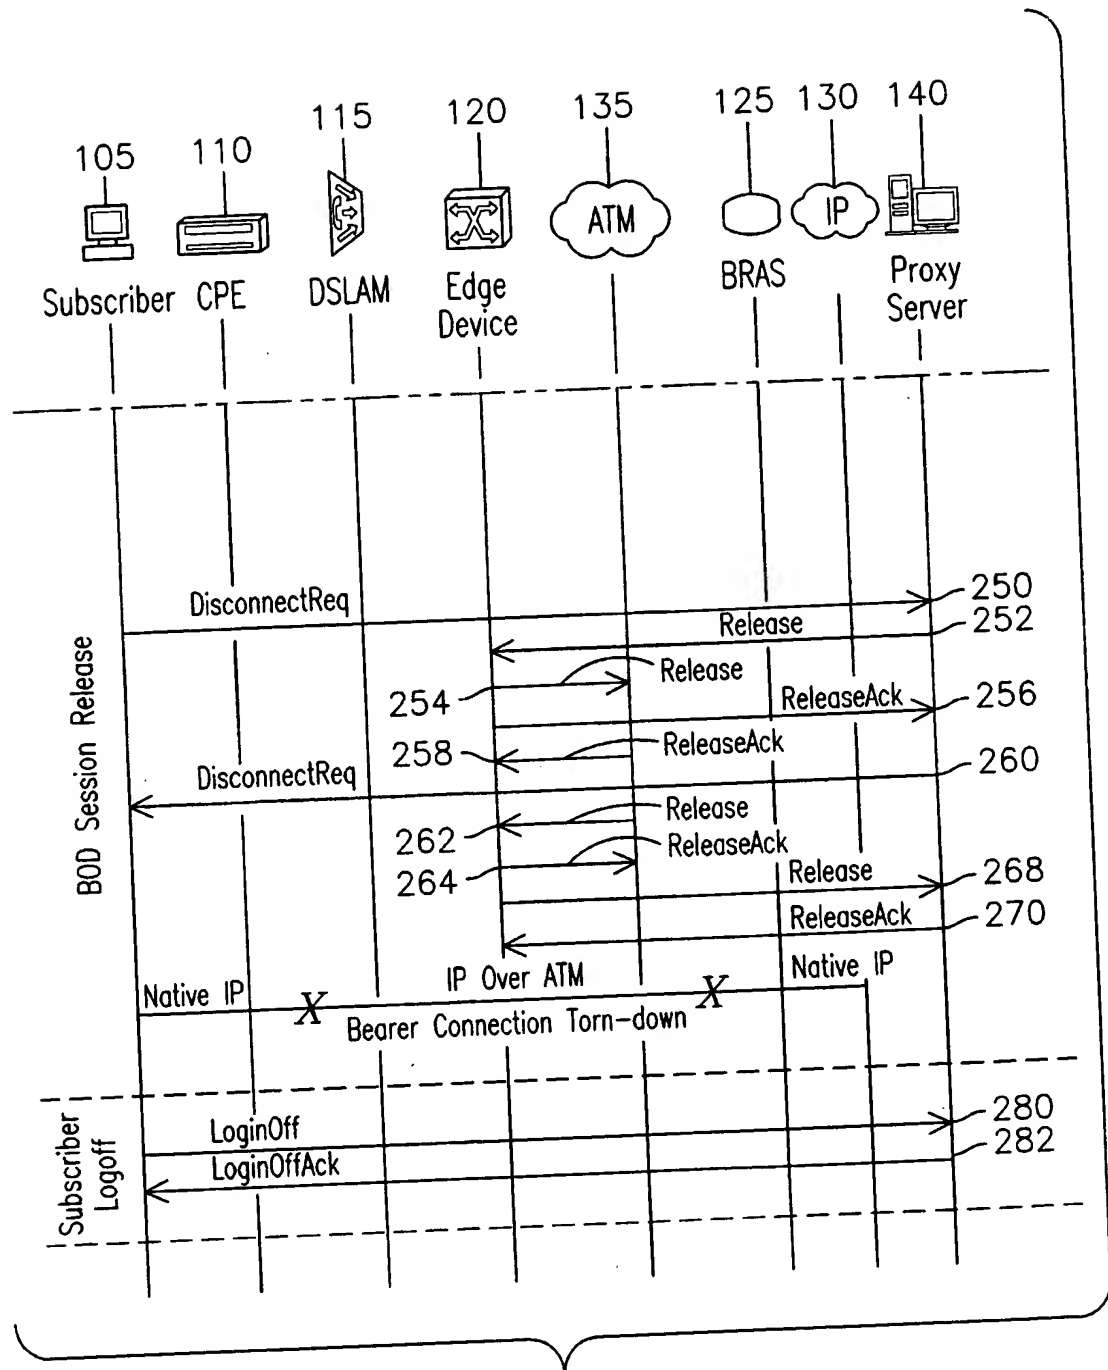 105
110
115
120
135
125
130
140
ATM
IP
Subscriber
CPE
DSLAM
Edge
Device
BRAS
Proxy
Server
BOD Session Release
DisconnectReq
250
Release
252
254
Release
ReleaseAck
256
258
ReleaseAck
DisconnectReq
260
262
Release
264
ReleaseAck
Release
268
ReleaseAck
270
Native IP
X
IP Over ATM
X
Native IP
Bearer Connection Torn-down
Subscriber
Logoff
LoginOff
280
LoginOffAck
282